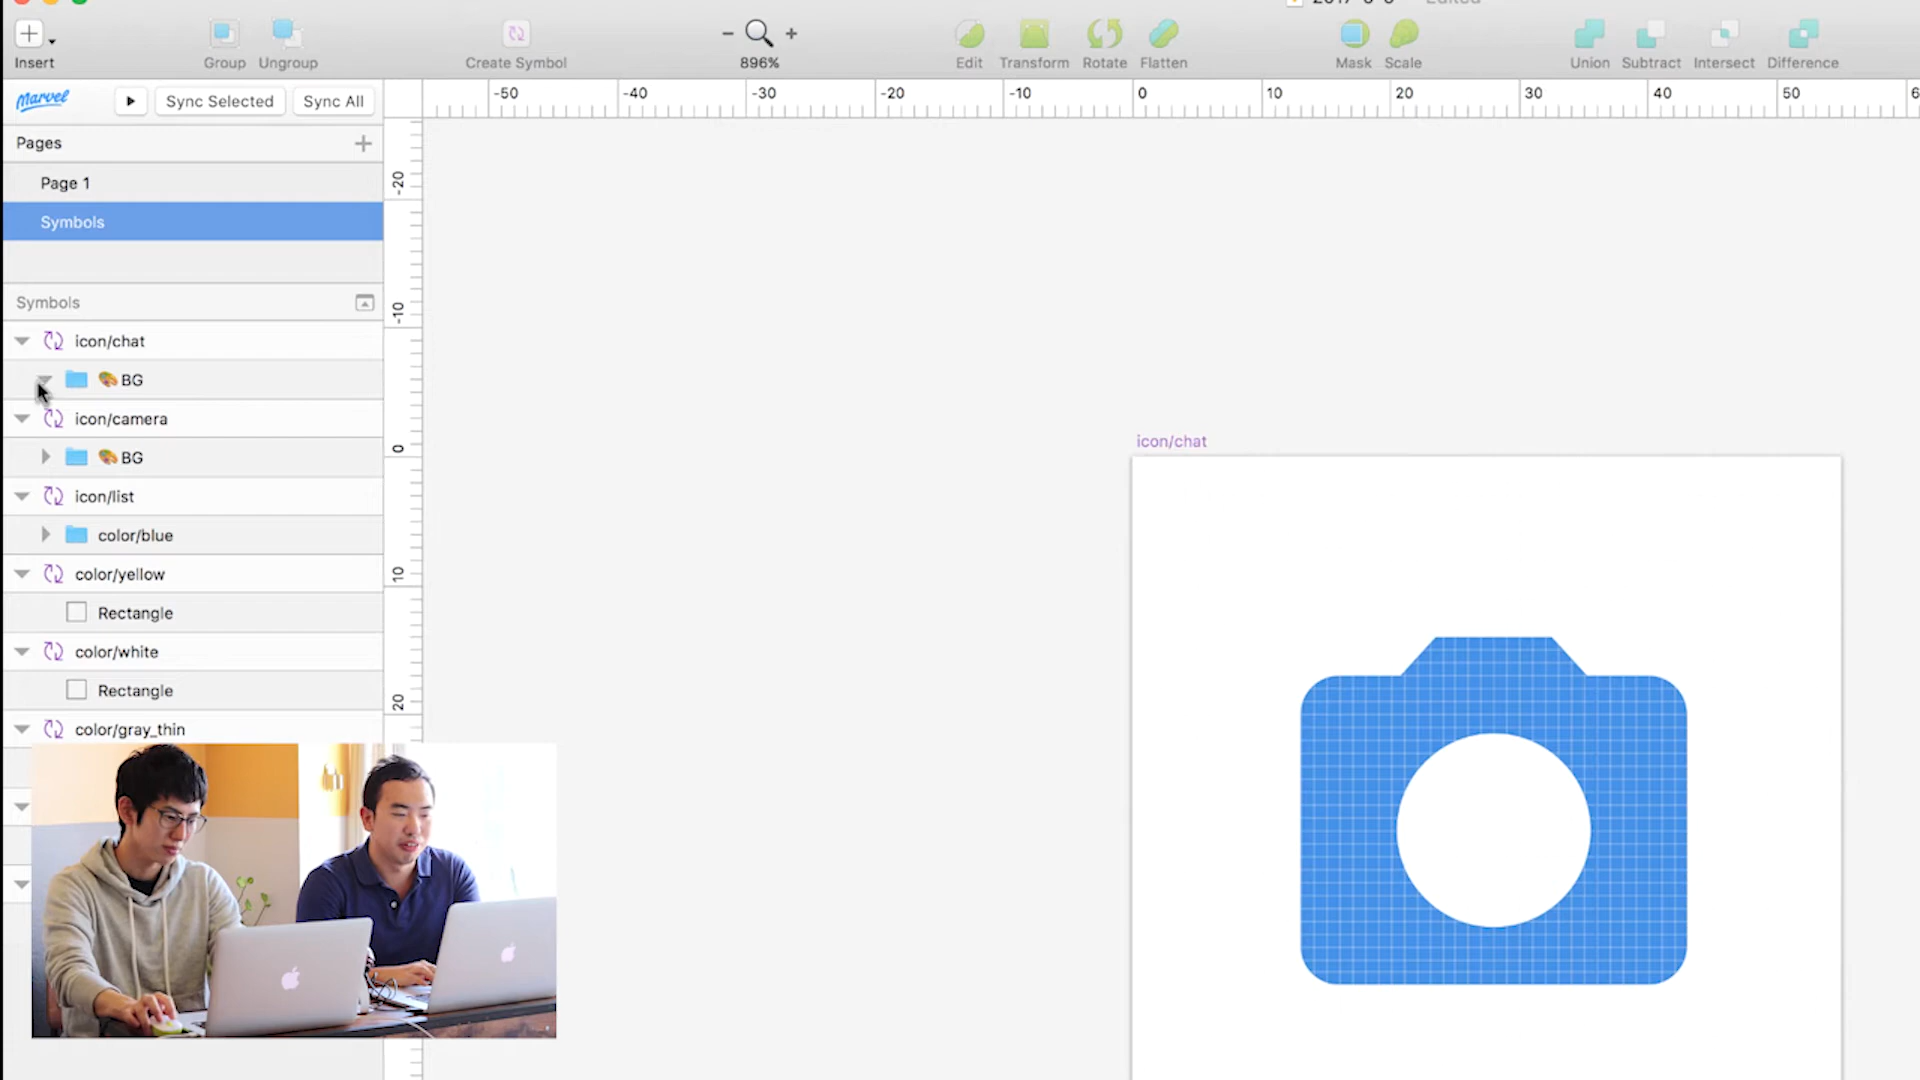 Insert
Group
Ungroup
Create Symbol
896%
Edit
Transform
Rotate
Flatten
Mask
Scale
Union
Subtract
Intersect
Difference
Marvel
Sync Selected
Sync All
-50
-40
-30
-20
-10
0
10
20
30
40
50
Pages
Page 1
Symbols
Symbols
icon/chat
BG
icon/camera
BG
icon/list
color/blue
color/yellow
Rectangle
color/white
Rectangle
color/gray_thin
-20
-10
0
10
20
icon/chat